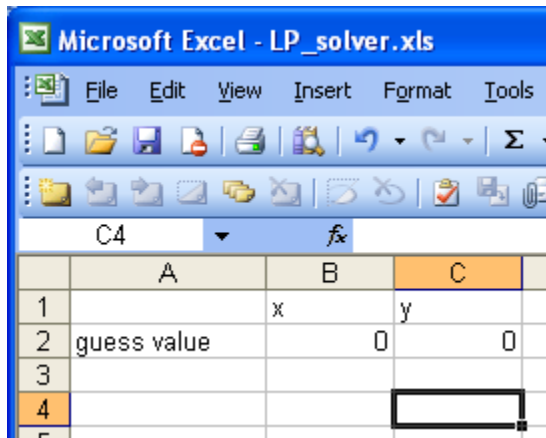 Microsoft Excel - LP_solver.xls
File Edit View Insert Format Tools
Σ
C4 fx
A B C
1 x y
2 guess value 0 0
3
4